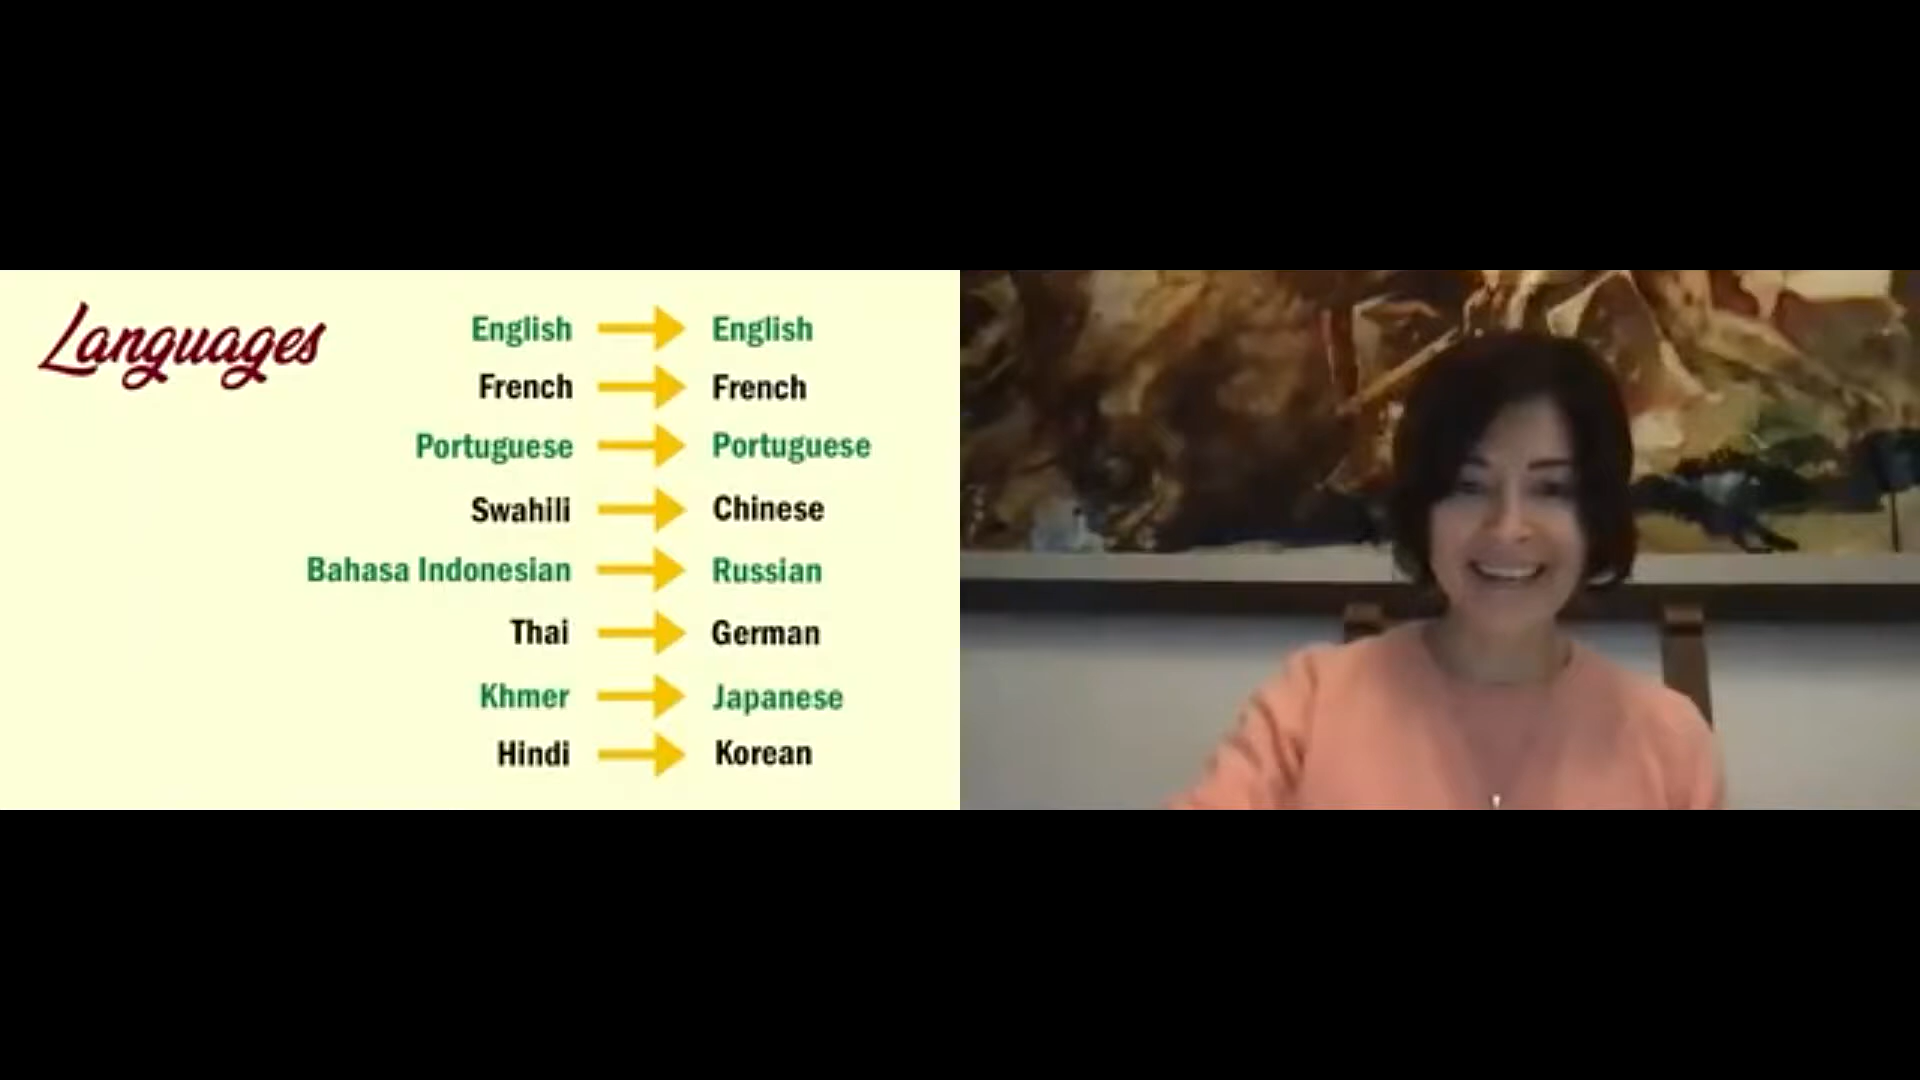 Languages
English → English
French → French
Portuguese → Portuguese
Swahili → Chinese
Bahasa Indonesian → Russian
Thai → German
Khmer → Japanese
Hindi → Korean